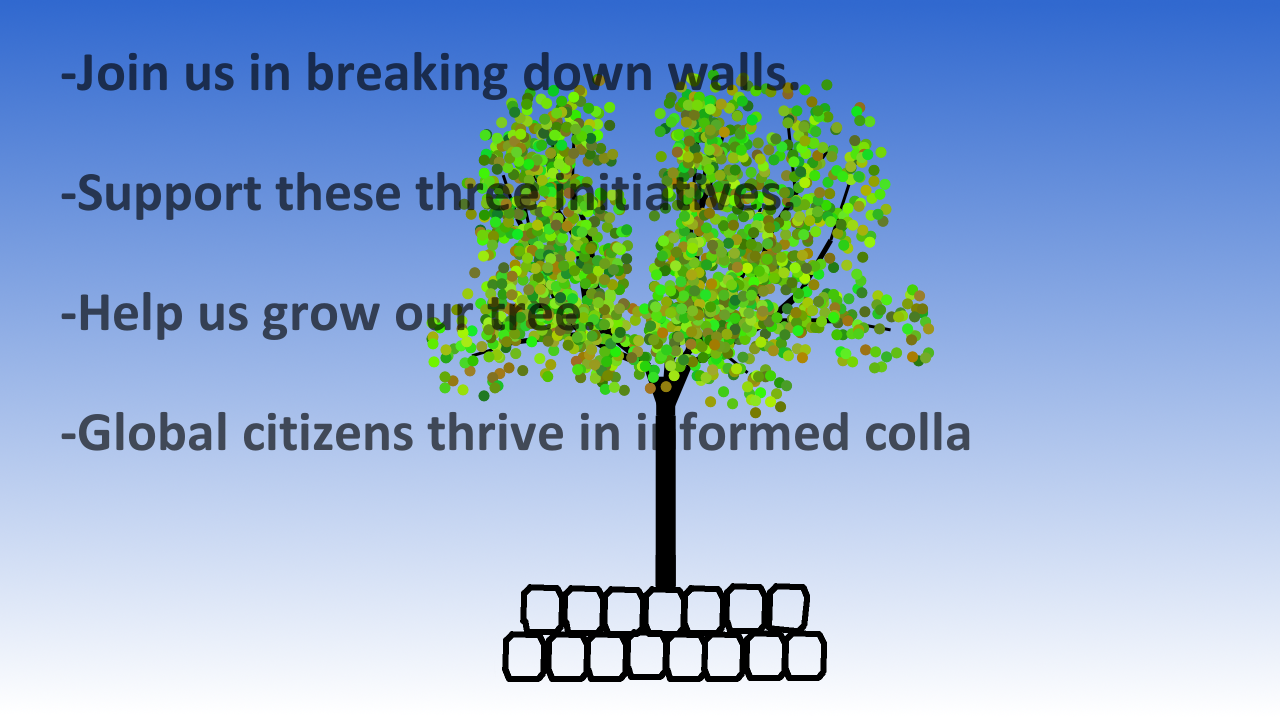 -Join us in breaking down walls.
-Support these three initiatives.
-Help us grow our tree.
-Global citizens thrive in informed colla